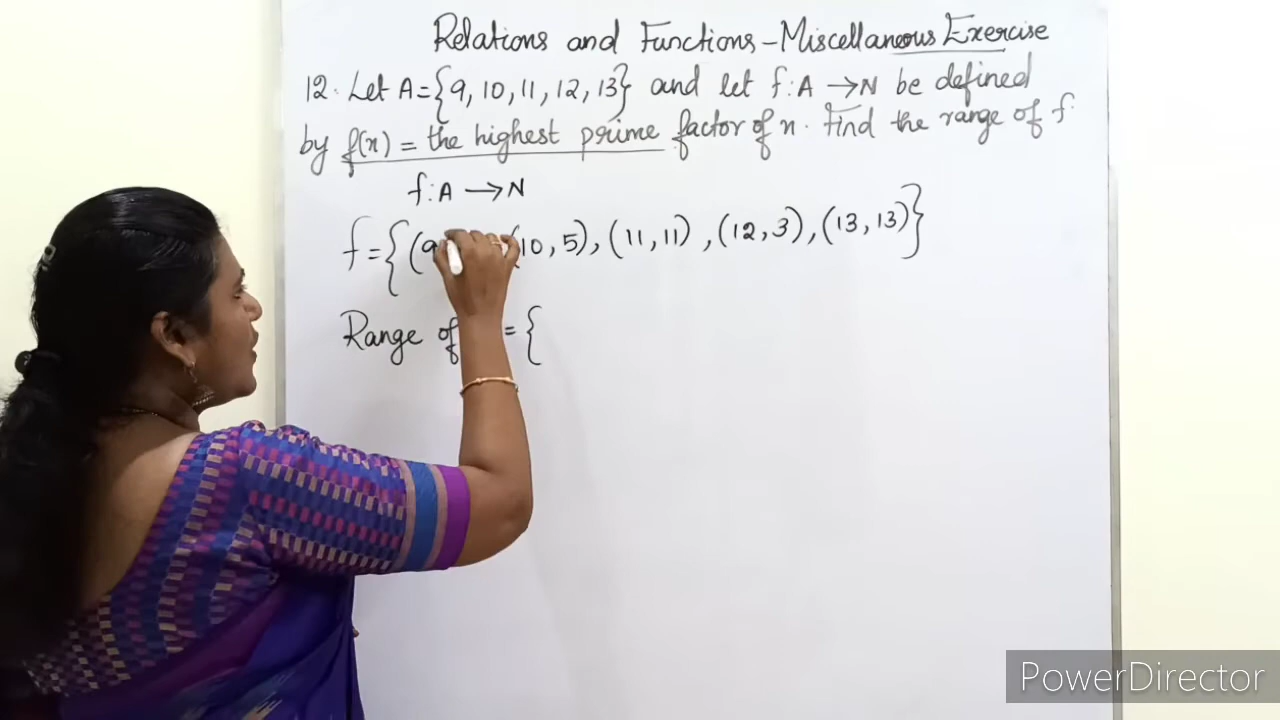 Relations and Functions - Miscellaneous Exercise
12. Let A = {9, 10, 11, 12, 13} and let f : A → N be defined
by f(x) = the highest prime factor of x. Find the range of f.
f : A → N
f = { (9 (10, 5), (11, 11), (12, 3), (13, 13) }
Range of = {
PowerDirector